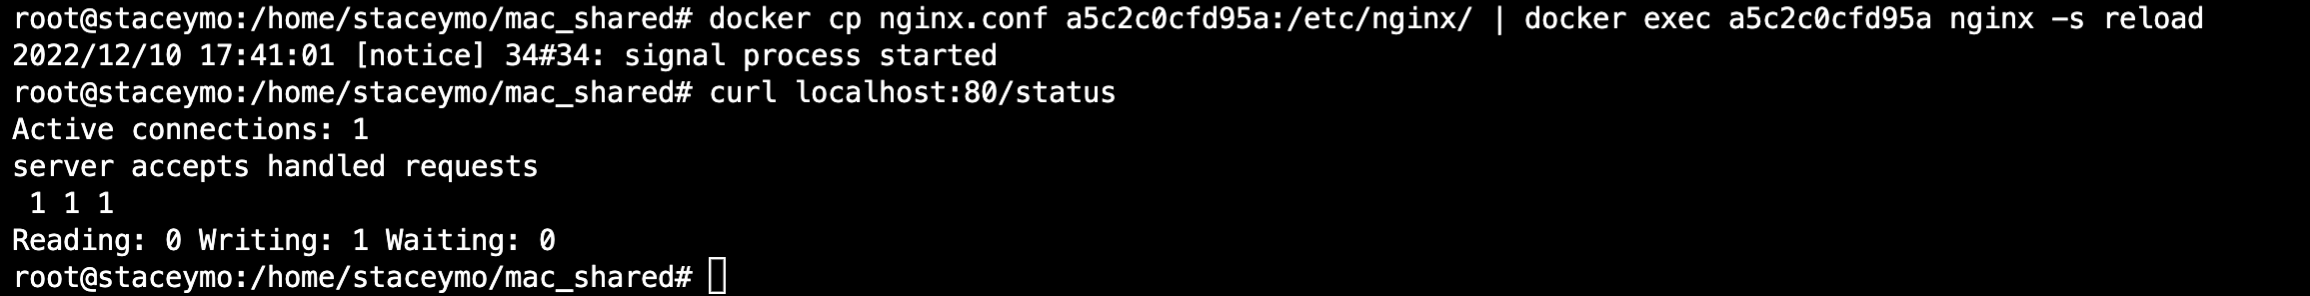 root@staceymo:/home/staceymo/mac_shared# docker cp nginx.conf a5c2c0cfd95a:/etc/nginx/ | docker exec a5c2c0cfd95a nginx -s reload
2022/12/10 17:41:01 [notice] 34#34: signal process started
root@staceymo:/home/staceymo/mac_shared# curl localhost:80/status
Active connections: 1
server accepts handled requests
 1 1 1
Reading: 0 Writing: 1 Waiting: 0
root@staceymo:/home/staceymo/mac_shared#